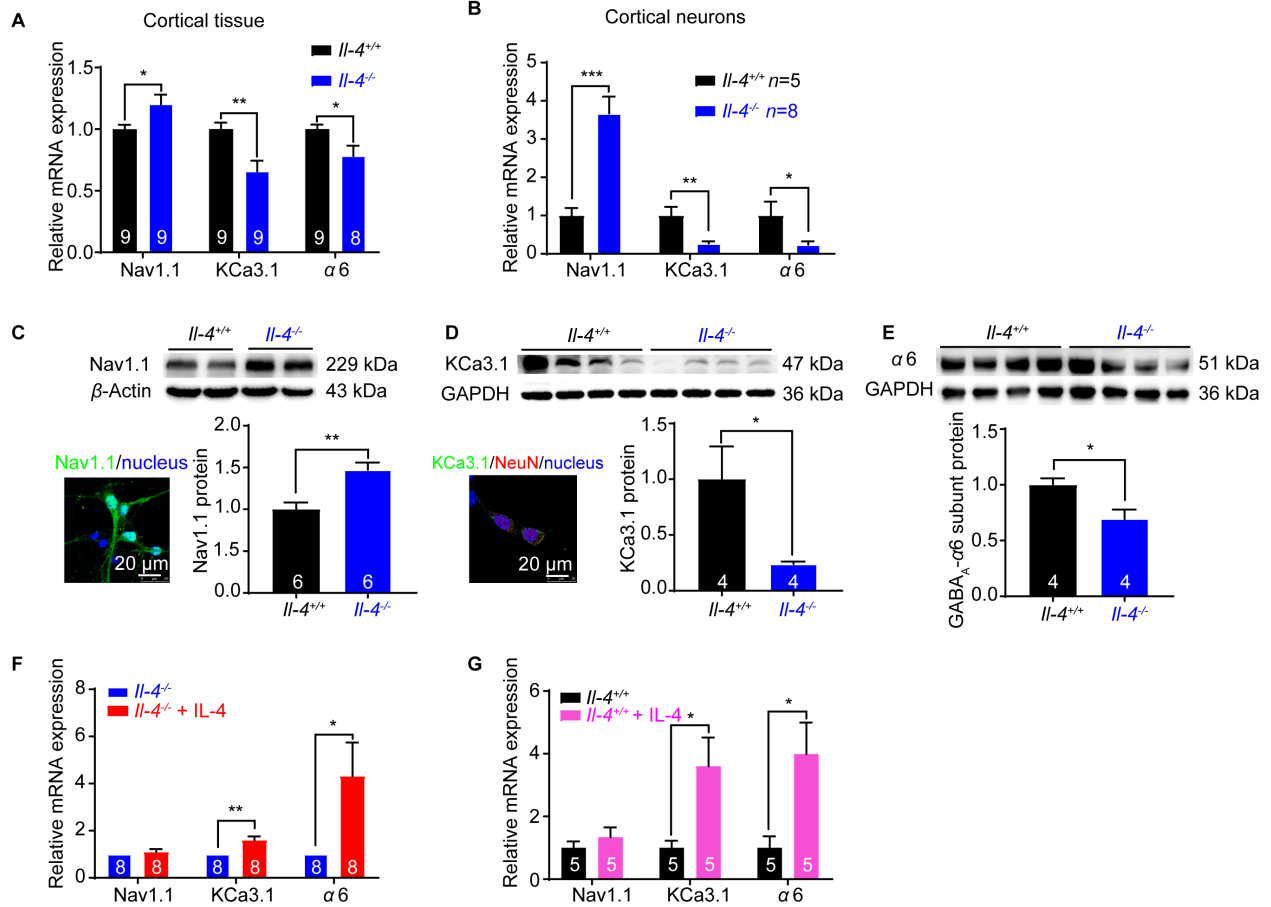 A
Cortical tissue
Il-4+/+
Il-4-/-
Relative mRNA expression
1.5
1.0
0.5
0.0
*
**
*
9
9
9
9
9
8
Nav1.1
KCa3.1
α6
B
Cortical neurons
Il-4+/+ n=5
Il-4-/- n=8
Relative mRNA expression
5
4
3
2
1
0
***
**
*
Nav1.1
KCa3.1
α6
C
Il-4+/+
Il-4-/-
Nav1.1
229 kDa
β-Actin
43 kDa
Nav1.1/nucleus
20 µm
Nav1.1 protein
2.0
1.5
1.0
1.5
0.0
**
6
6
Il-4+/+
Il-4-/-
D
Il-4+/+
Il-4-/-
KCa3.1
47 kDa
GAPDH
36 kDa
KCa3.1/NeuN/nucleus
20 µm
KCa3.1 protein
1.5
1.0
0.5
0.0
*
4
4
Il-4+/+
Il-4-/-
E
Il-4+/+
Il-4-/-
α6
51 kDa
GAPDH
36 kDa
GABAA-α6 subunt protein
1.5
1.0
0.5
0.0
*
4
4
Il-4+/+
Il-4-/-
F
Il-4-/-
Il-4-/- + IL-4
Relative mRNA expression
8
6
4
2
0
**
*
8
8
8
8
8
8
Nav1.1
KCa3.1
α6
G
Il-4+/+
Il-4+/+ + IL-4
Relative mRNA expression
6
4
2
0
*
*
5
5
5
5
5
5
Nav1.1
KCa3.1
α6